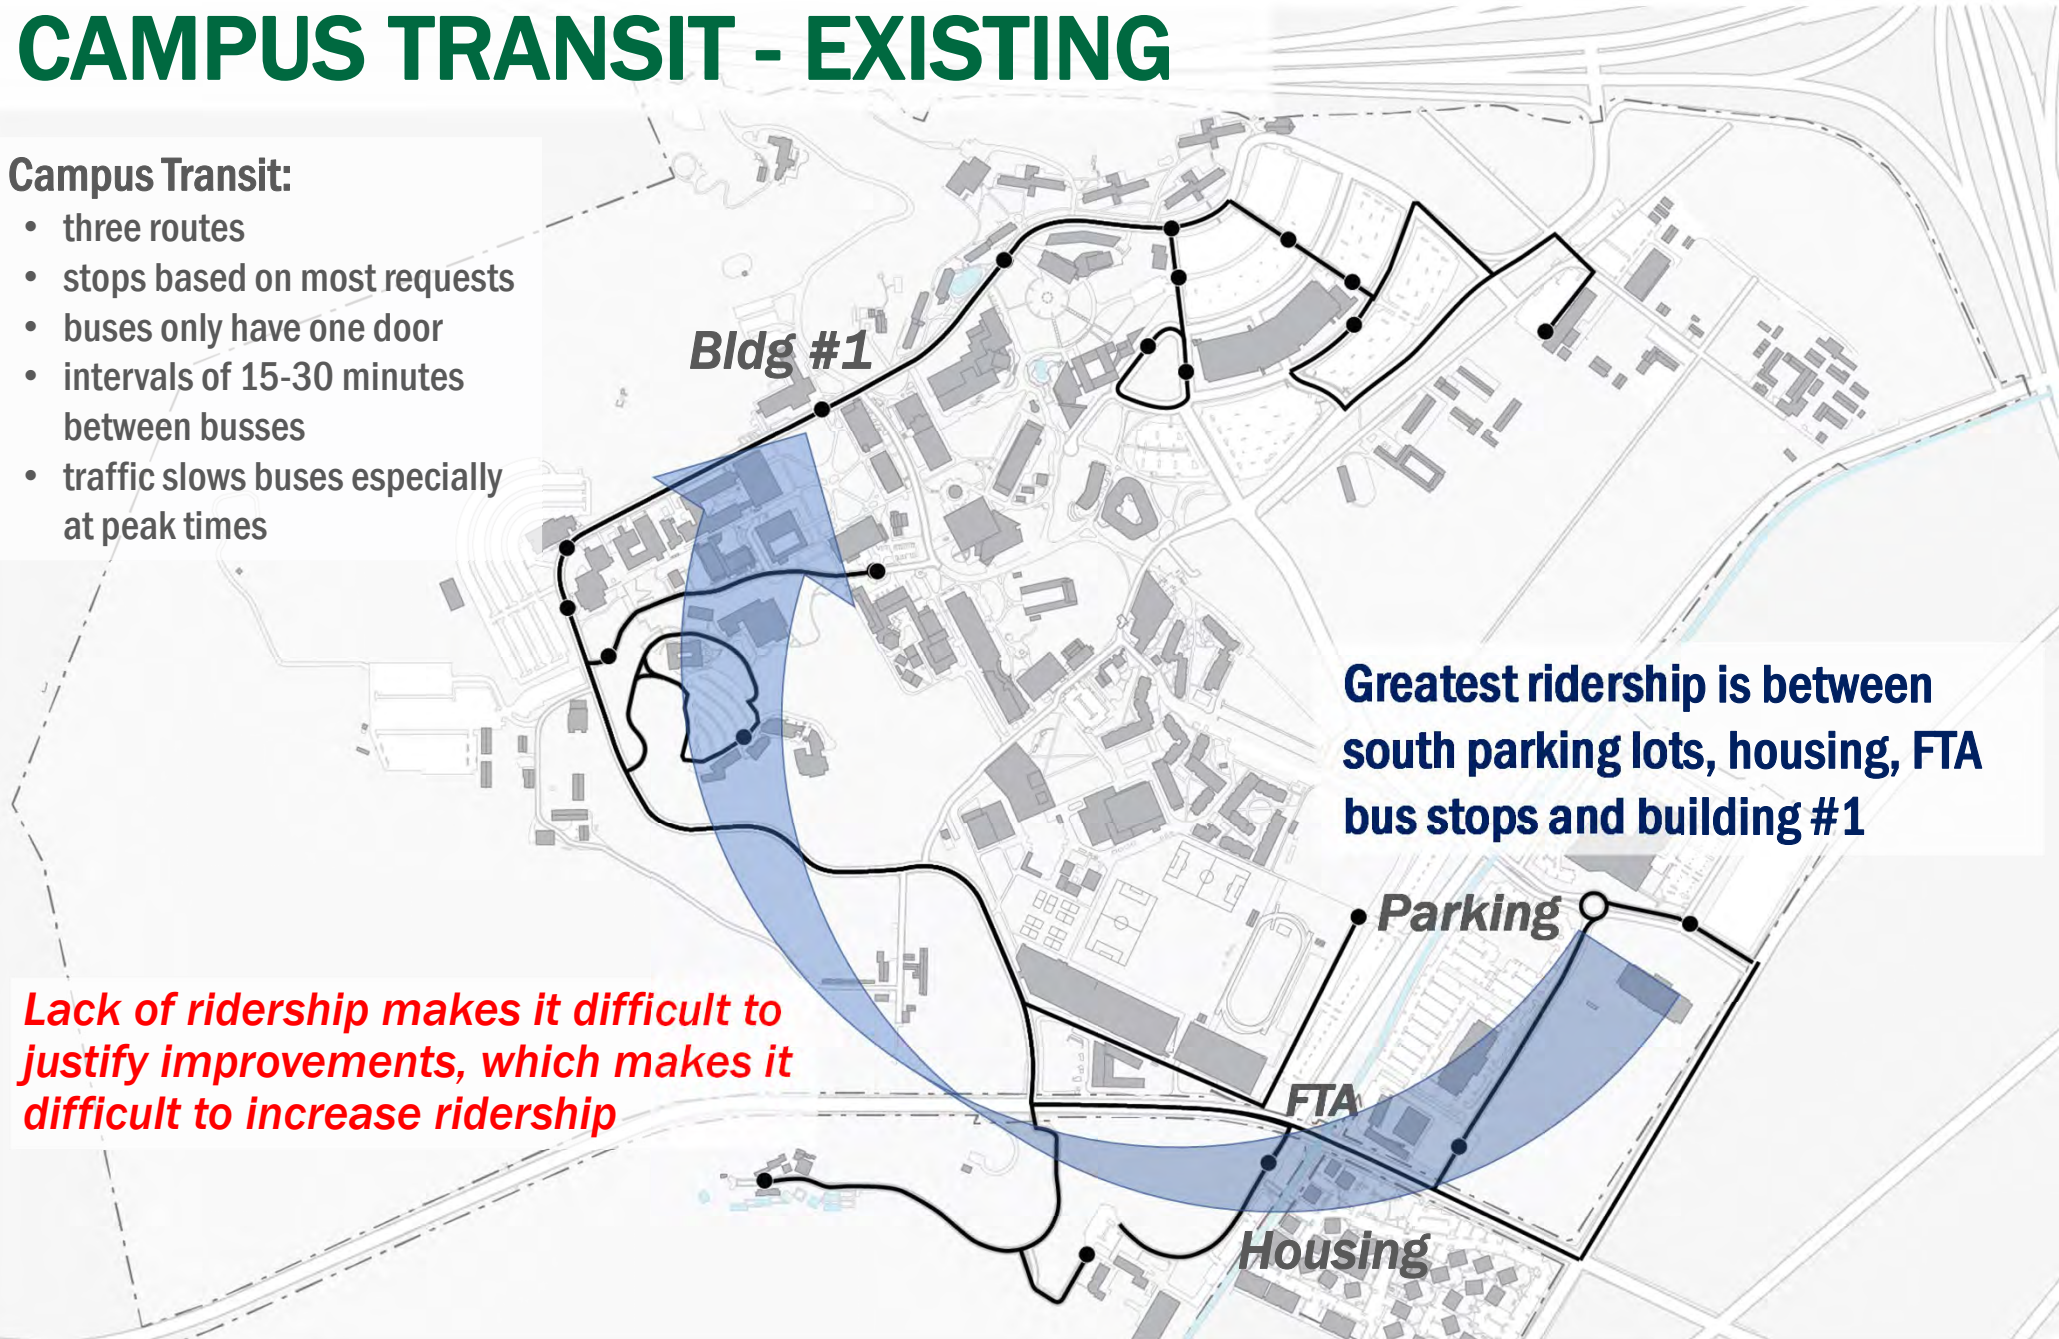 CAMPUS TRANSIT - EXISTING
Campus Transit:
• three routes
• stops based on most requests
• buses only have one door
• intervals of 15-30 minutes
between busses
• traffic slows buses especially
at peak times
Bldg #1
Greatest ridership is between
south parking lots, housing, FTA
bus stops and building #1
Parking
Lack of ridership makes it difficult to
justify improvements, which makes it
difficult to increase ridership
FTA
Housing